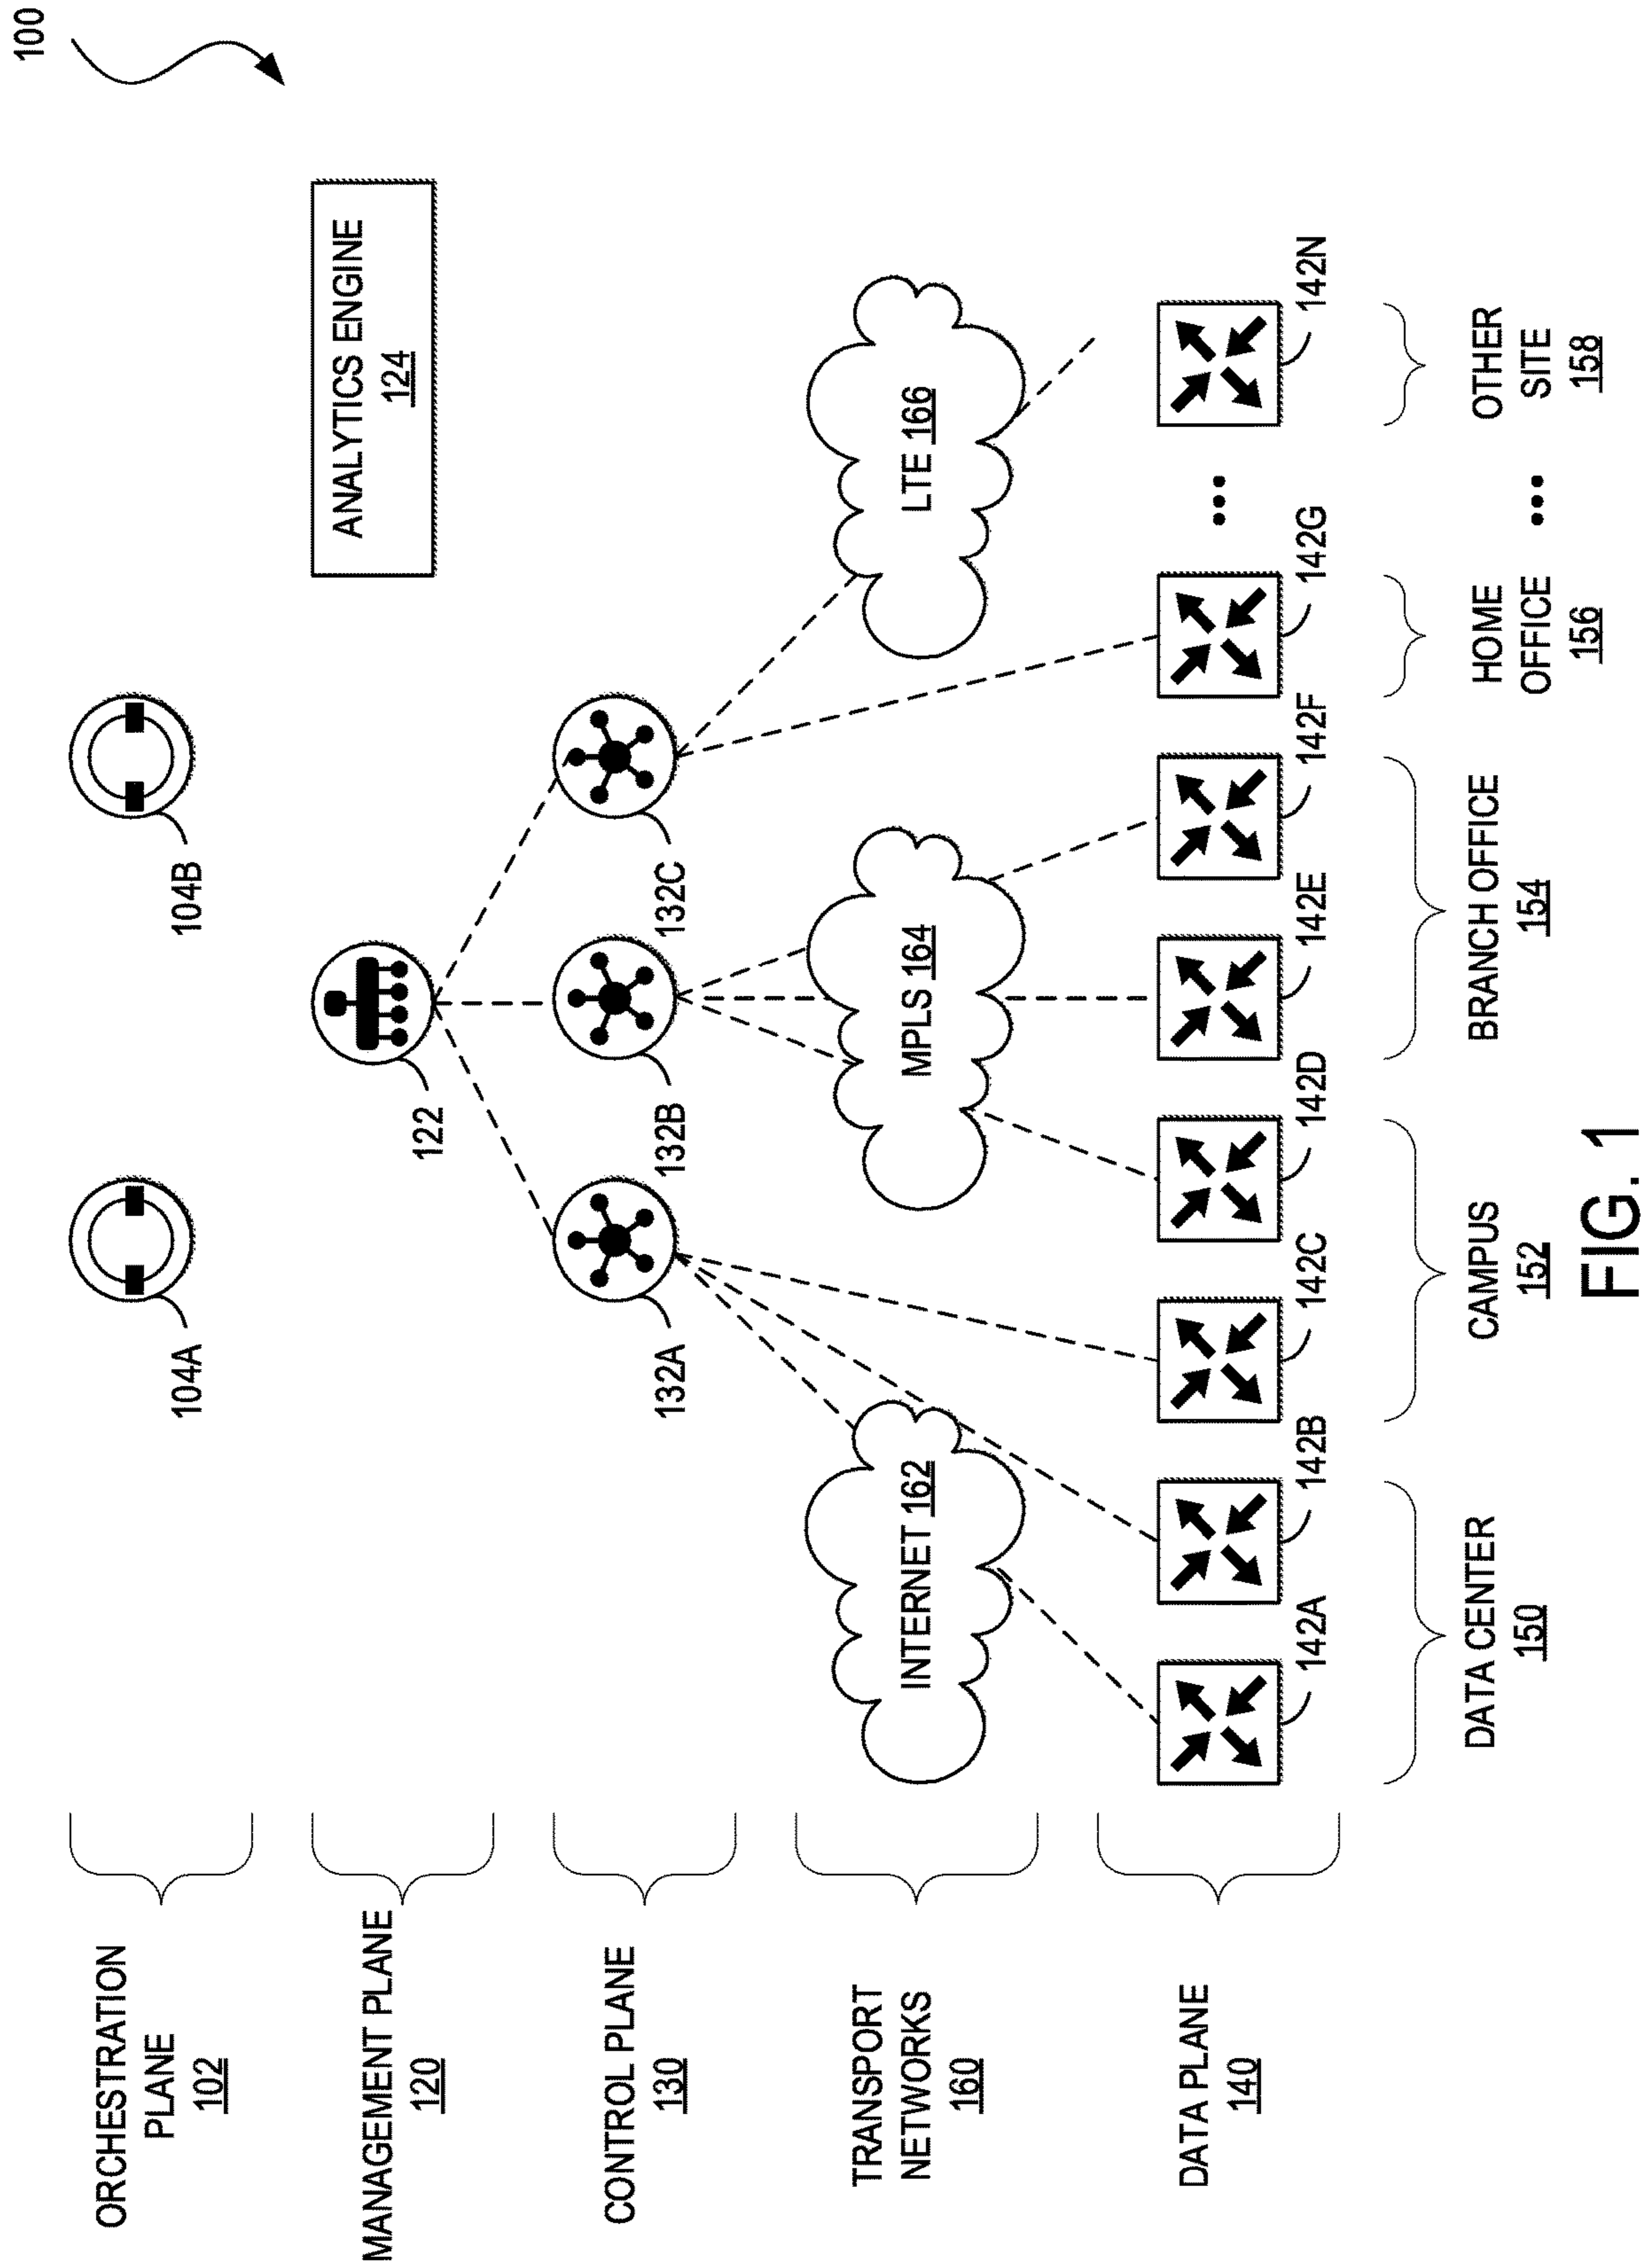 100
ORCHESTRATION
PLANE
102
104A
104B
MANAGEMENT PLANE
120
122
ANALYTICS ENGINE
124
CONTROL PLANE
130
132A
132B
132C
TRANSPORT
NETWORKS
160
INTERNET 162
MPLS 164
LTE 166
DATA PLANE
140
142A
142B
142C
142D
142E
142F
142G
...
142N
DATA CENTER
150
CAMPUS
152
BRANCH OFFICE
154
HOME
OFFICE
156
...
OTHER
SITE
158
FIG. 1